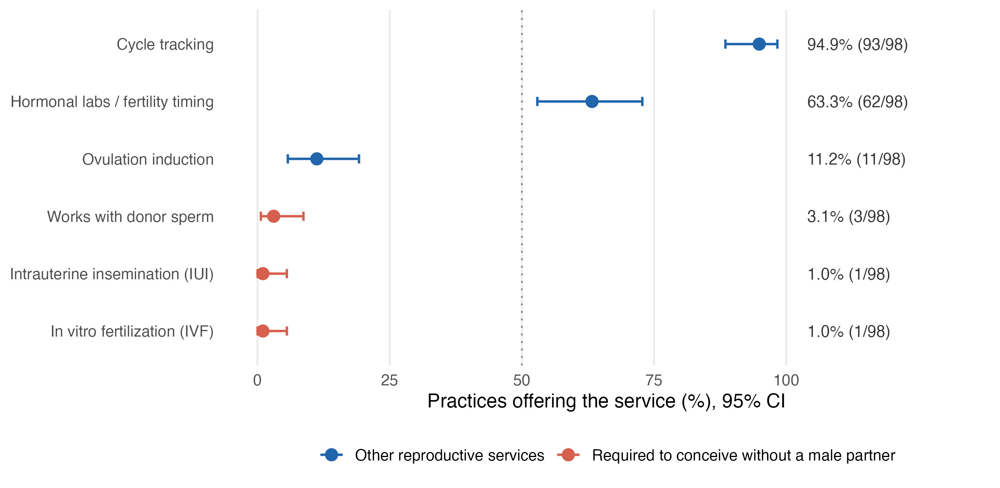 Cycle tracking 94.9% (93/98)
Hormonal labs / fertility timing 63.3% (62/98)
Ovulation induction 11.2% (11/98)
Works with donor sperm 3.1% (3/98)
Intrauterine insemination (IUI) 1.0% (1/98)
In vitro fertilization (IVF) 1.0% (1/98)
0 25 50 75 100
Practices offering the service (%), 95% CI
Other reproductive services Required to conceive without a male partner